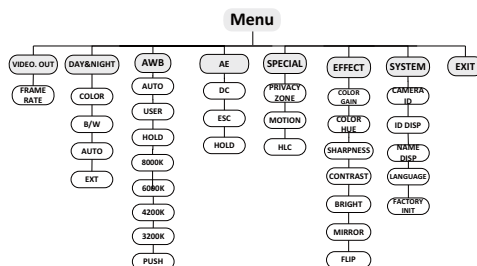 Menu
VIDEO. OUT
FRAME
RATE
DAY&NIGHT
COLOR
B/W
AUTO
EXT
AWB
AUTO
USER
HOLD
8000K
6000K
4200K
3200K
PUSH
AE
DC
ESC
HOLD
SPECIAL
PRIVACY
ZONE
MOTION
HLC
EFFECT
COLOR
GAIN
COLOR
HUE
SHARPNESS
CONTRAST
BRIGHT
MIRROR
FLIP
SYSTEM
CAMERA
ID
ID DISP
NAME
DISP
LANGUAGE
FACTORY
INIT
EXIT